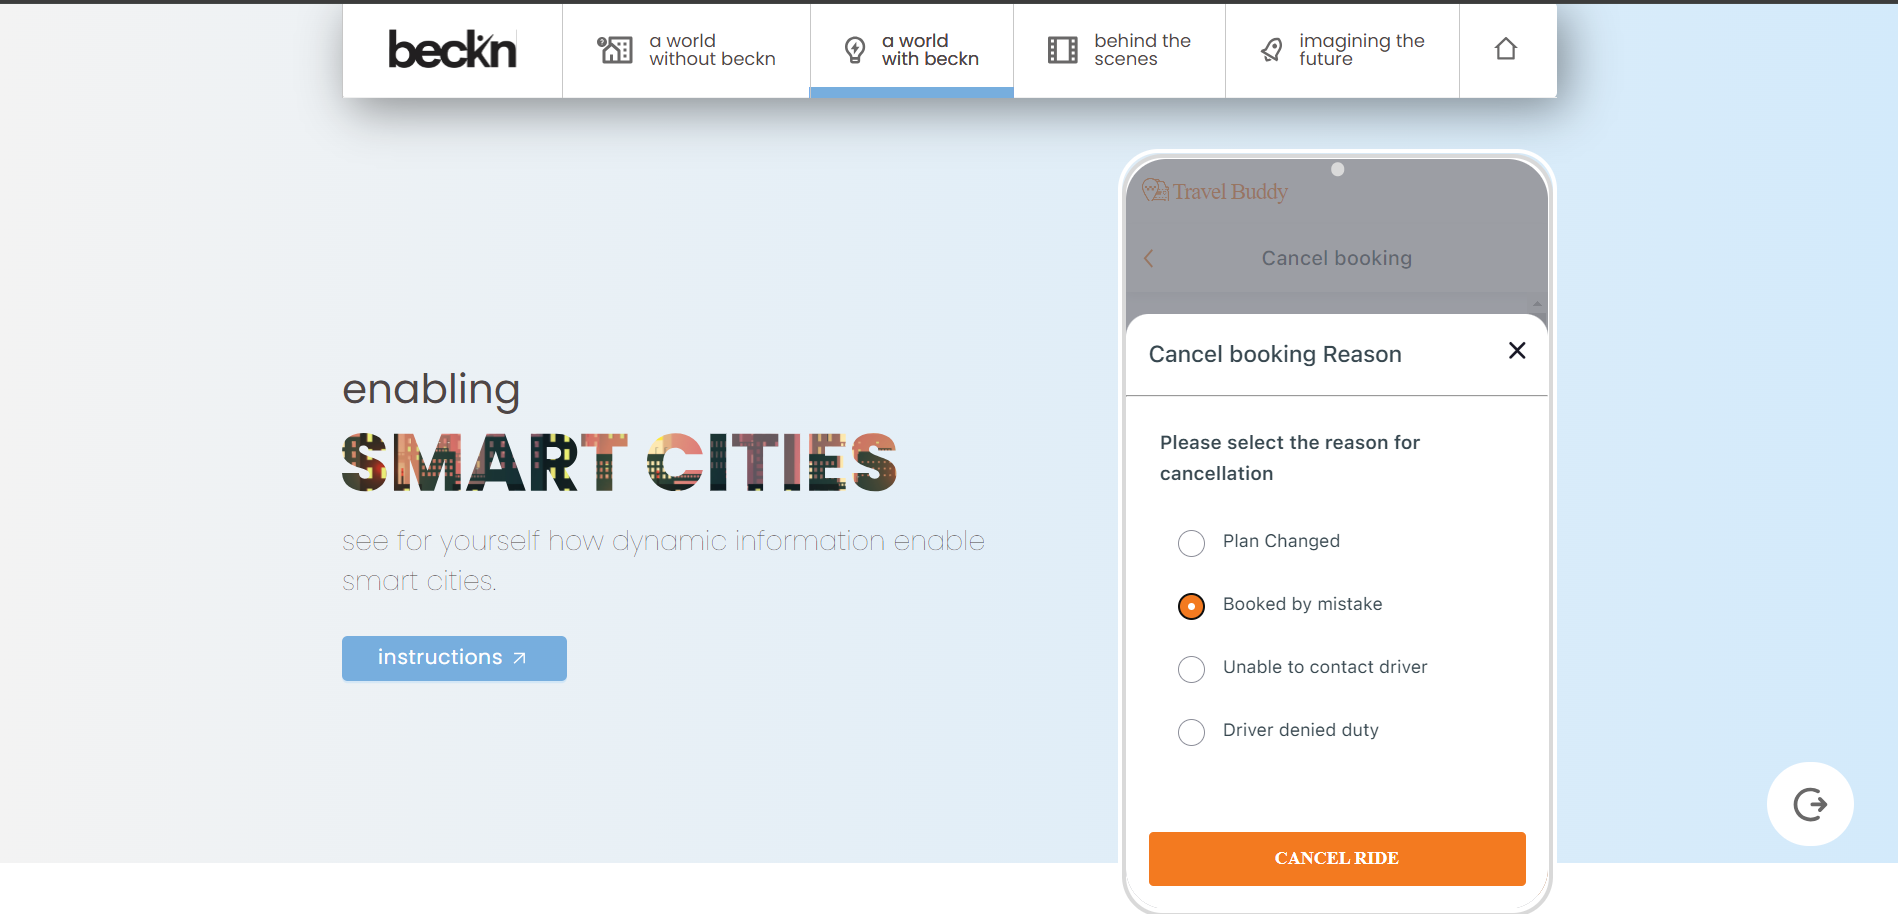 beckn
a world
without beckn
a world
with beckn
behind the
scenes
imagining the
future
enabling
SMART CITIES
see for yourself how dynamic information enable
smart cities.
instructions
Travel Buddy
Cancel booking
Cancel booking Reason
Please select the reason for
cancellation
Plan Changed
Booked by mistake
Unable to contact driver
Driver denied duty
CANCEL RIDE